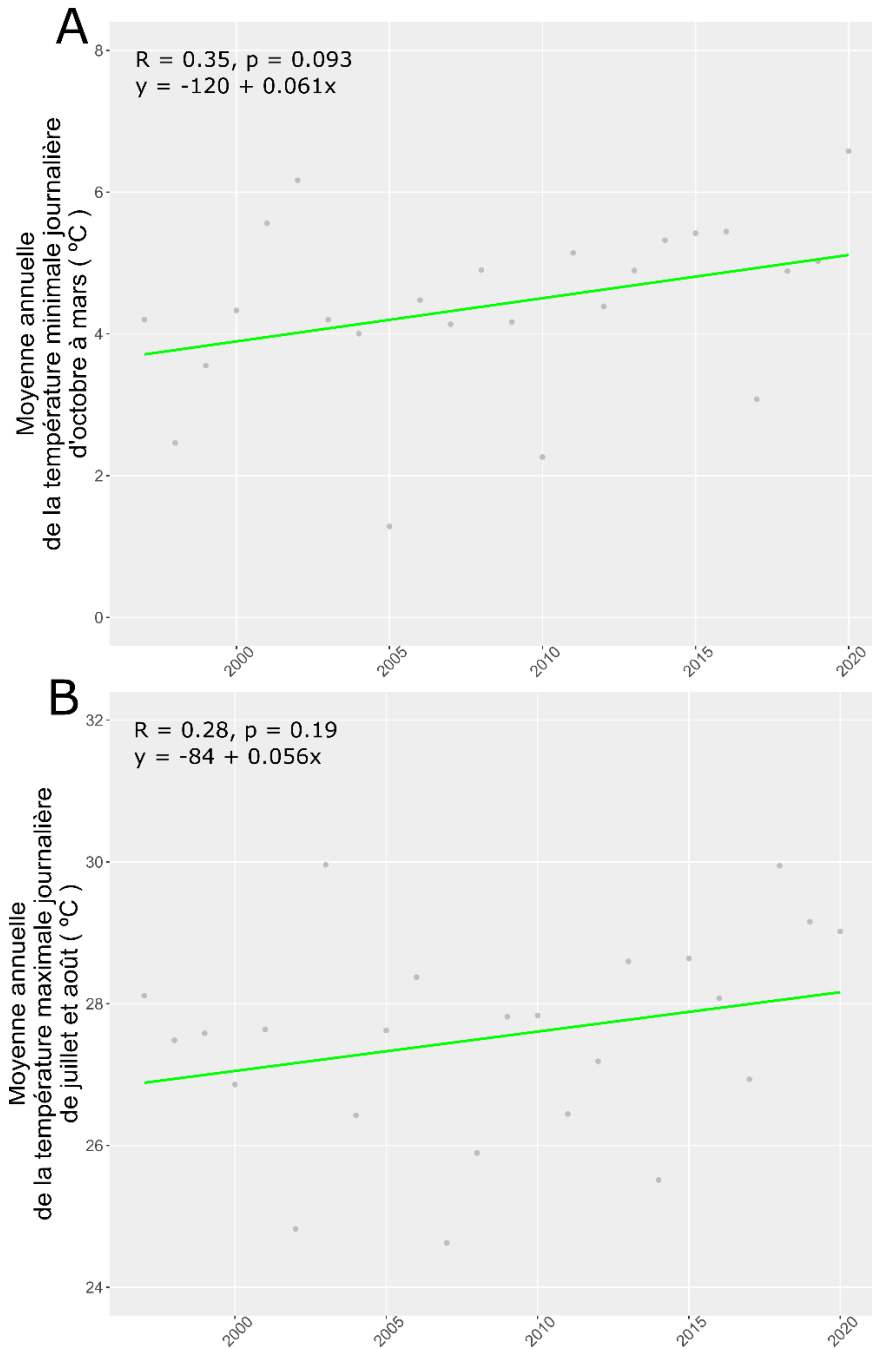 A
R = 0.35, p = 0.093
y = -120 + 0.061x
Moyenne annuelle
de la température minimale journalière
d'octobre à mars ( ºC )
8
6
4
2
0
2000
2005
2010
2015
2020
B
R = 0.28, p = 0.19
y = -84 + 0.056x
Moyenne annuelle
de la température maximale journalière
de juillet et août ( ºC )
32
30
28
26
24
2000
2005
2010
2015
2020